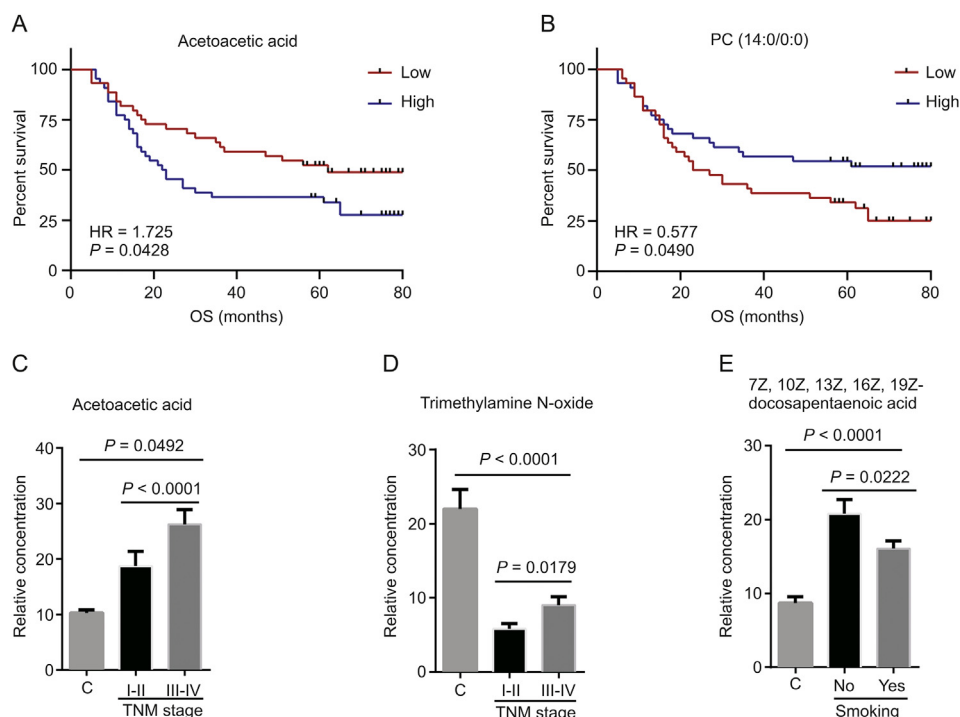 A
Acetoacetic acid
Percent survival
100
75
50
25
0
Low
High
HR = 1.725
P = 0.0428
0 20 40 60 80
OS (months)
B
PC (14:0/0:0)
Percent survival
100
75
50
25
0
Low
High
HR = 0.577
P = 0.0490
0 20 40 60 80
OS (months)
C
Acetoacetic acid
Relative concentration
40
30
20
10
0
P = 0.0492
P < 0.0001
C I-II III-IV
TNM stage
D
Trimethylamine N-oxide
Relative concentration
30
20
10
0
P < 0.0001
P = 0.0179
C I-II III-IV
TNM stage
E
7Z, 10Z, 13Z, 16Z, 19Z-
docosapentaenoic acid
Relative concentration
30
20
10
0
P < 0.0001
P = 0.0222
C No Yes
Smoking